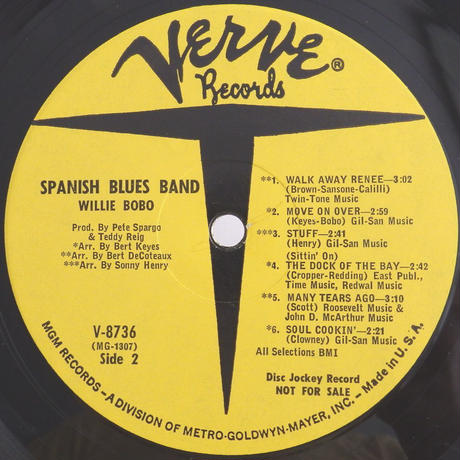 VERVE®
Records
SPANISH BLUES BAND
WILLIE BOBO
Prod. By Pete Spargo
& Teddy Reig
*Arr. By Bert Keyes
**Arr. By Bert DeCoteaux
***Arr. By Sonny Henry
V-8736
(MG-1307)
Side 2
**1. WALK AWAY RENEE—3:02
(Brown-Sansone-Calilli)
Twin-Tone Music
*2. MOVE ON OVER—2:59
(Keyes-Bobo) Gil-San Music
***3. STUFF—2:41
(Henry) Gil-San Music
(Sittin' On)
*4. THE DOCK OF THE BAY—2:42
(Cropper-Redding) East Publ.,
Time Music, Redwal Music
**5. MANY TEARS AGO—3:10
(Scott) Roosevelt Music &
John D. McArthur Music
*6. SOUL COOKIN'—2:21
(Clowney) Gil-San Music
All Selections BMI
Disc Jockey Record
NOT FOR SALE
MGM RECORDS—A DIVISION OF METRO-GOLDWYN-MAYER, INC.—Made in U.S.A.